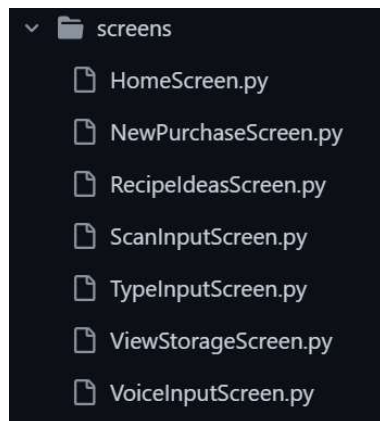 screens
HomeScreen.py
NewPurchaseScreen.py
RecipeIdeasScreen.py
ScanInputScreen.py
TypeInputScreen.py
ViewStorageScreen.py
VoiceInputScreen.py